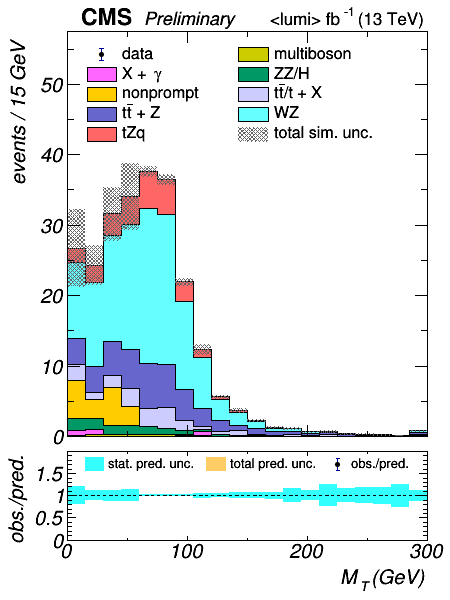 CMS Preliminary <lumi> fb⁻¹ (13 TeV)
events / 15 GeV
data
multiboson
X + γ
ZZ/H
nonprompt
tt̄/t + X
tt̄ + Z
WZ
tZq
total sim. unc.
50
40
30
20
10
0
obs./pred.
stat. pred. unc.
total pred. unc.
obs./pred.
1.5
1
0.5
0
0 100 200 300
M_T (GeV)